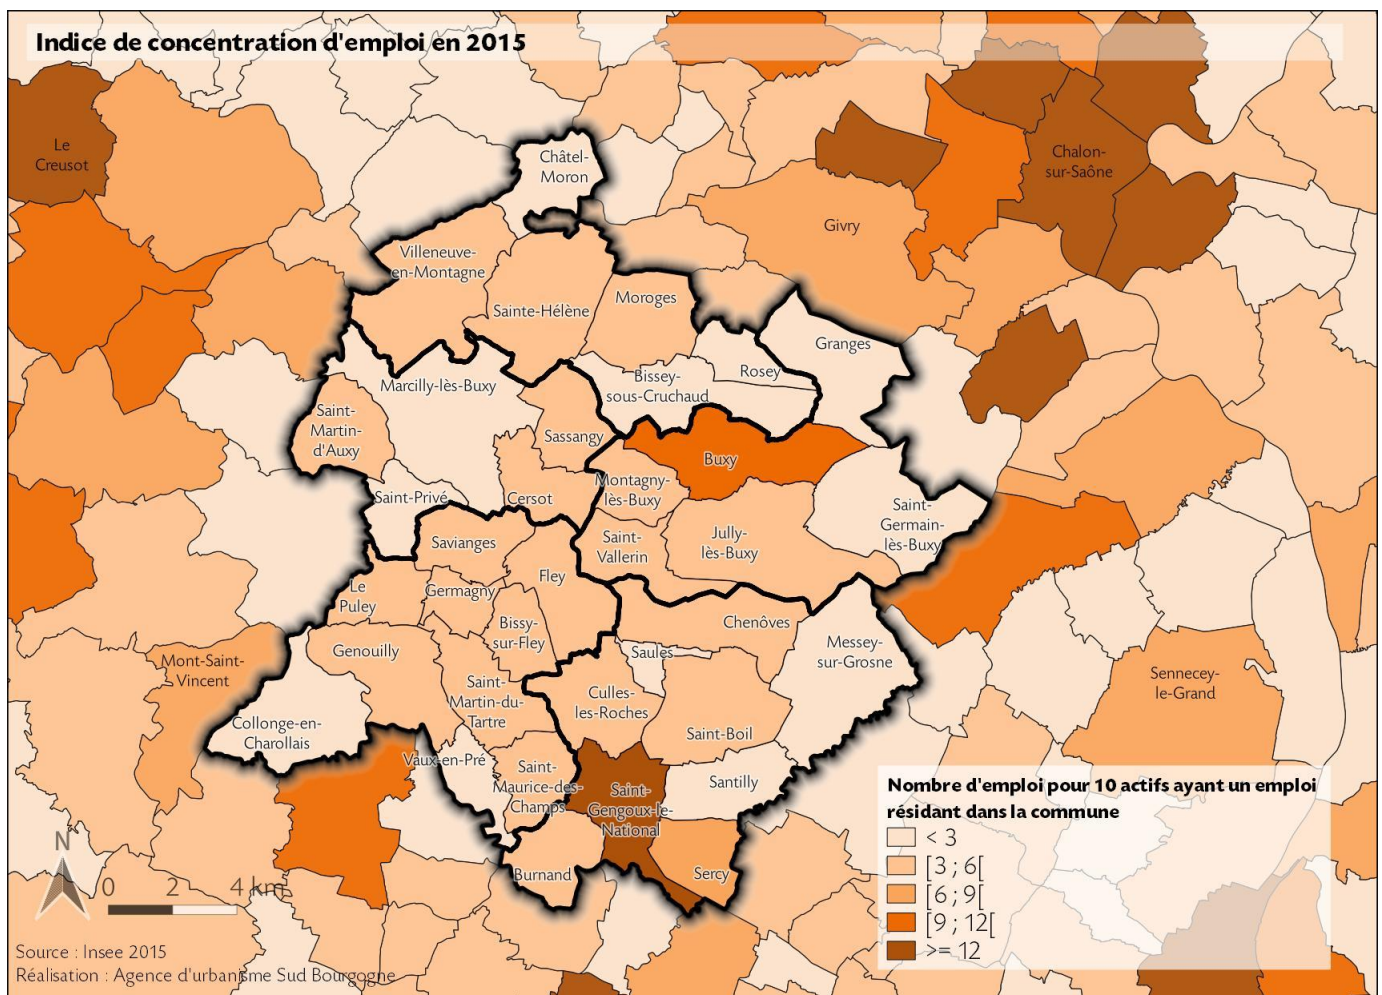 Indice de concentration d'emploi en 2015
Le
Creusot
Châtel-
Moron
Chalon-
sur-Saône
Givry
Villeneuve-
en-Montagne
Sainte-Hélène
Moroges
Granges
Rosey
Marcilly-lès-Buxy
Bissey-
sous-Cruchaud
Saint-
Martin-
d'Auxy
Sassangy
Buxy
Montagny-
lès-Buxy
Saint-Privé
Cersot
Saint-
Germain-
lès-Buxy
Saint-
Vallerin
Jully-
lès-Buxy
Savianges
Fley
Le
Puley
Germagny
Bissy-
sur-Fley
Chenôves
Messey-
sur-Grosne
Saules
Genouilly
Mont-Saint-
Vincent
Sennecey-
le-Grand
Saint-
Martin-du-
Tartre
Culles-
les-Roches
Collonge-en-
Charollais
Saint-Boil
Vaux-en-Pré
Saint-
Maurice-des-
Champs
Saint-
Gengoux-le-
National
Santilly
Burnand
Sercy
Nombre d'emploi pour 10 actifs ayant un emploi
résidant dans la commune
< 3
[3 ; 6[
[6 ; 9[
[9 ; 12[
>= 12
N
0 2 4 km
Source : Insee 2015
Réalisation : Agence d'urbanisme Sud Bourgogne